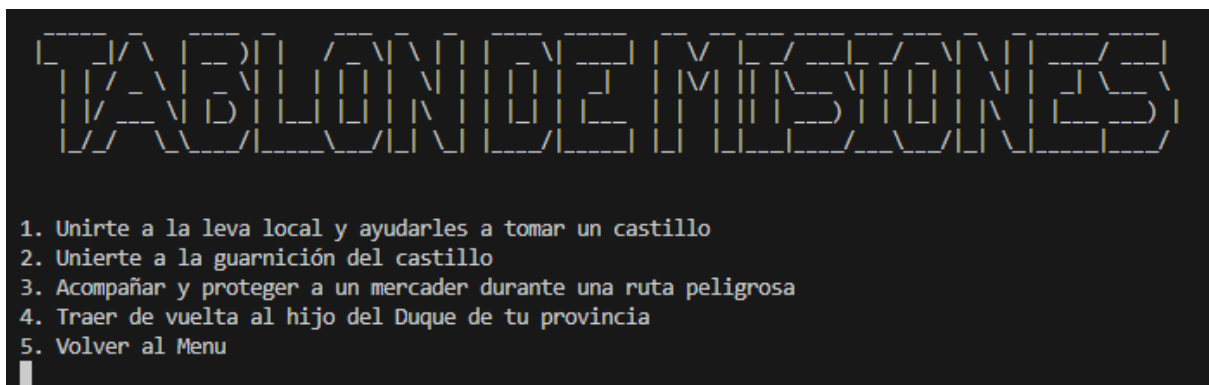 TABLON DE MISIONES
1. Unirte a la leva local y ayudarles a tomar un castillo
2. Unierte a la guarnición del castillo
3. Acompañar y proteger a un mercader durante una ruta peligrosa
4. Traer de vuelta al hijo del Duque de tu provincia
5. Volver al Menu